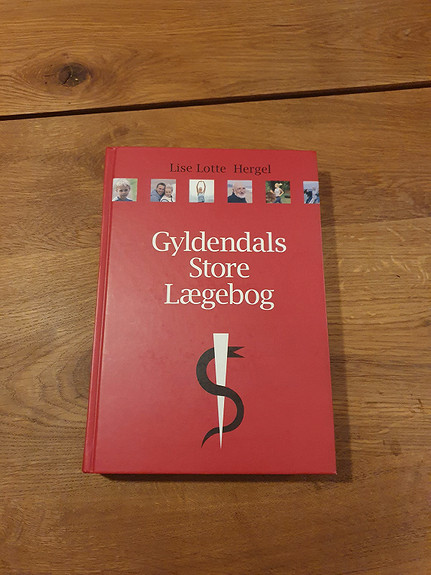 Lise Lotte Hergel
Gyldendals
Store
Lægebog